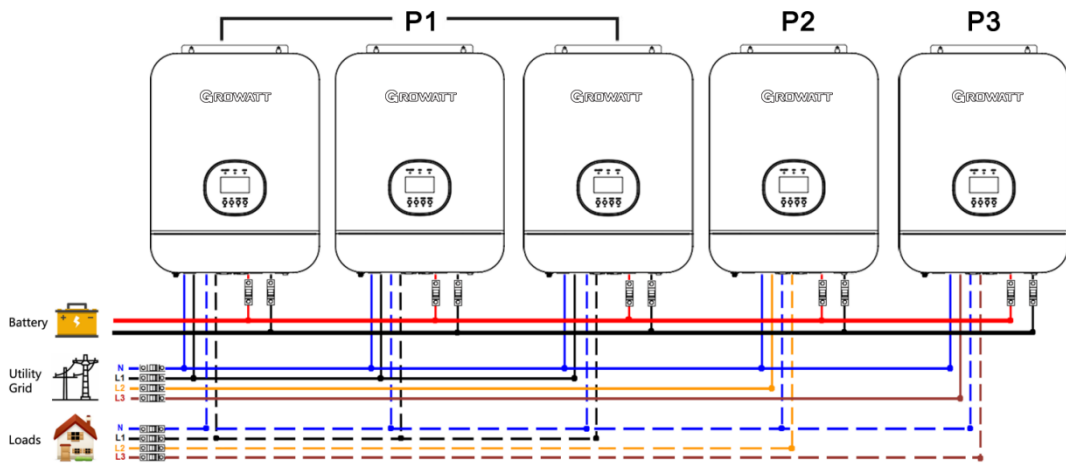 P1 P2 P3
GROWATT GROWATT GROWATT GROWATT GROWATT
Battery
+ −
Utility
Grid
N
L1
L2
L3
Loads
N
L1
L2
L3